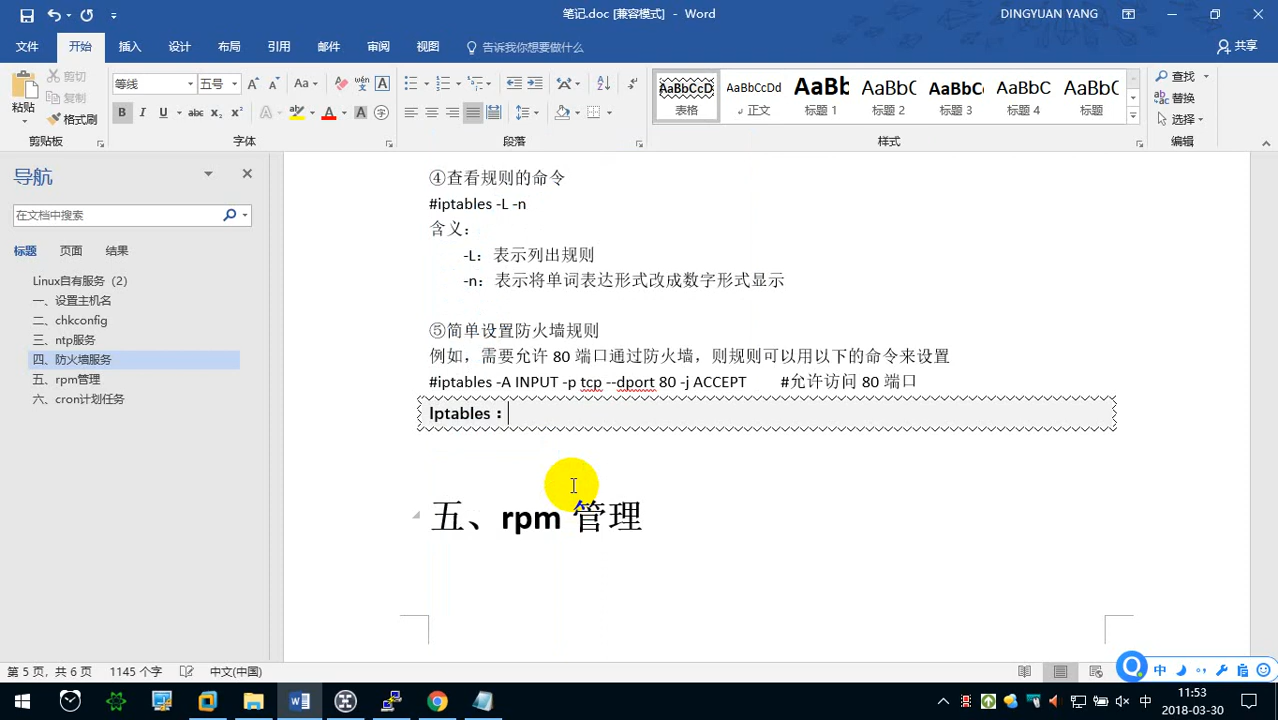 笔记.doc [兼容模式] - Word
DINGYUAN YANG
文件 开始 插入 设计 布局 引用 邮件 审阅 视图 告诉我你想要做什么 共享
粘贴 剪切 复制 格式刷
等线 五号
AaBbCcD AaBbCcDd AaBb AaBbC AaBbC AaBbC AaBbC
表格 正文 标题 1 标题 2 标题 3 标题 4 标题
查找
替换
选择
剪贴板 字体 段落 样式 编辑
导航
在文档中搜索
标题 页面 结果
Linux自有服务（2）
一、设置主机名
二、chkconfig
三、ntp服务
四、防火墙服务
五、rpm管理
六、cron计划任务
④查看规则的命令
#iptables -L -n
含义：
-L：表示列出规则
-n：表示将单词表达形式改成数字形式显示
⑤简单设置防火墙规则
例如，需要允许 80 端口通过防火墙，则规则可以用以下的命令来设置
#iptables -A INPUT -p tcp --dport 80 -j ACCEPT #允许访问 80 端口
Iptables：
五、rpm 管理
第 5 页，共 6 页 1145 个字 中文(中国)
中
中 11:53
2018-03-30